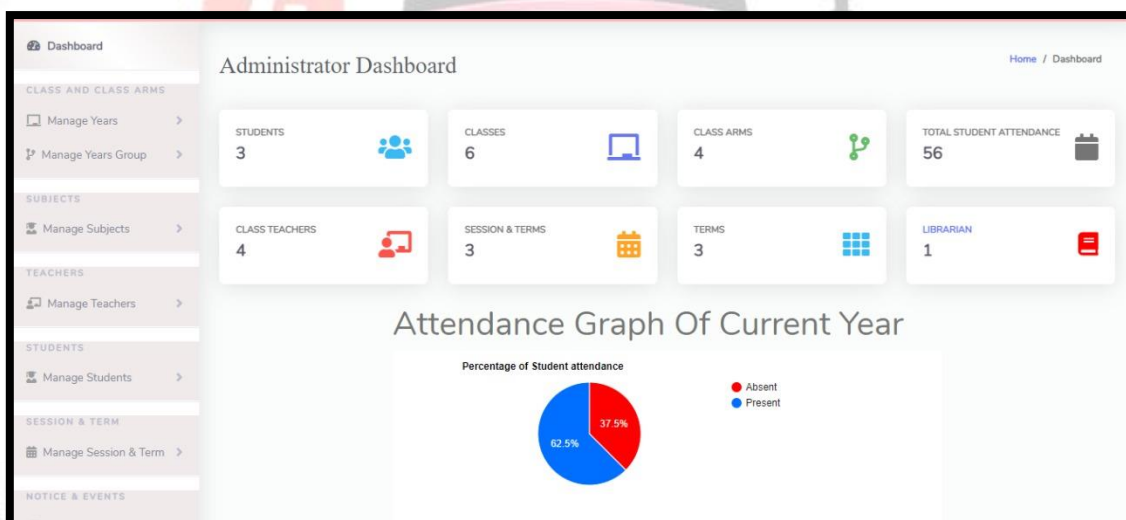 Dashboard
CLASS AND CLASS ARMS
Manage Years
Manage Years Group
SUBJECTS
Manage Subjects
TEACHERS
Manage Teachers
STUDENTS
Manage Students
SESSION & TERM
Manage Session & Term
NOTICE & EVENTS
Administrator Dashboard
Home / Dashboard
STUDENTS
3
CLASSES
6
CLASS ARMS
4
TOTAL STUDENT ATTENDANCE
56
CLASS TEACHERS
4
SESSION & TERMS
3
TERMS
3
LIBRARIAN
1
Attendance Graph Of Current Year
Percentage of Student attendance
37.5%
62.5%
Absent
Present